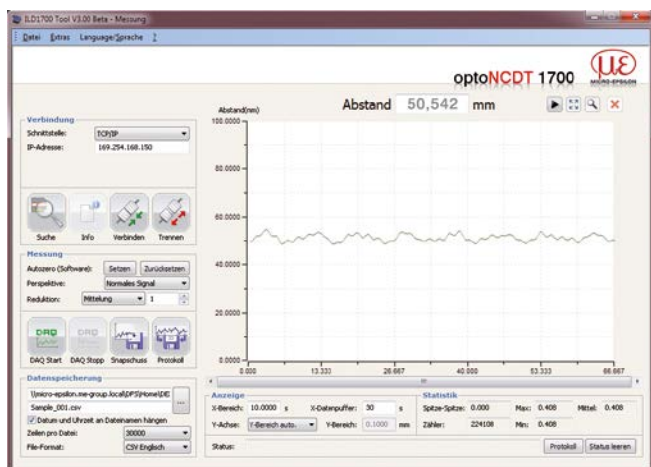 ILD1700 Tool V3.00 Beta - Messung
Datei Extras Language/Sprache ?
optoNCDT 1700
με
MICRO-EPSILON
Verbindung
Schnittstelle: TCP/IP
IP-Adresse: 169.254.168.150
Suche Info Verbinden Trennen
Messung
Autozero (Software): Setzen Zurücksetzen
Perspektive: Normales Signal
Reduktion: Mittelung 1
DAQ DAQ
DAQ Start DAQ Stopp Snapschuss Protokoll
Datenspeicherung
\\micro-epsilon.me-group.local\DFS\Home\DE
Sample_001.csv ...
Datum und Uhrzeit an Dateinamen hängen
Zeilen pro Datei: 30000
File-Format: CSV Englisch
Abstand(mm) Abstand 50,542 mm
100.0000
80.0000
60.0000
40.0000
20.0000
0.0000
0.000 13.333 26.667 40.000 53.333 66.667
Anzeige
X-Bereich: 10.0000 s X-Datenpuffer: 30 s
Y-Achse: Y-Bereich auto. Y-Bereich: 0.1000 mm
Statistik
Spitze-Spitze: 0.000 Max: 0.408 Mittel: 0.408
Zähler: 224108 Min: 0.408
Status: Protokoll Status leeren